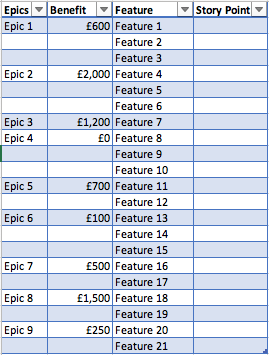 Epics Benefit Feature Story Point
Epic 1 £600 Feature 1
Feature 2
Feature 3
Epic 2 £2,000 Feature 4
Feature 5
Feature 6
Epic 3 £1,200 Feature 7
Epic 4 £0 Feature 8
Feature 9
Feature 10
Epic 5 £700 Feature 11
Feature 12
Epic 6 £100 Feature 13
Feature 14
Feature 15
Epic 7 £500 Feature 16
Feature 17
Epic 8 £1,500 Feature 18
Feature 19
Epic 9 £250 Feature 20
Feature 21